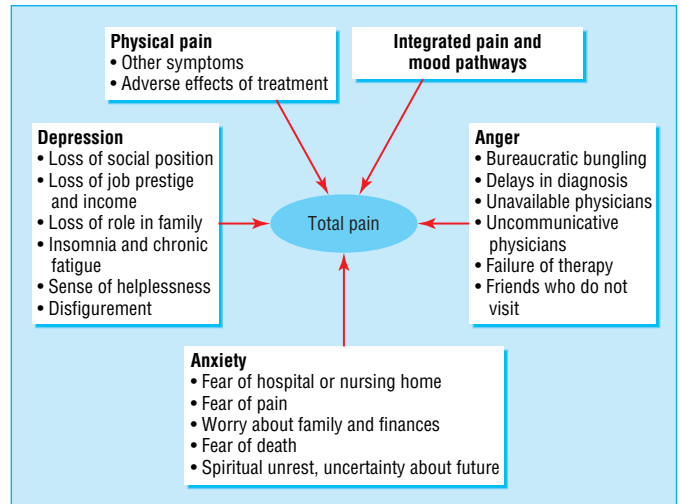 Physical pain
• Other symptoms
• Adverse effects of treatment
Integrated pain and
mood pathways
Depression
• Loss of social position
• Loss of job prestige
and income
• Loss of role in family
• Insomnia and chronic
fatigue
• Sense of helplessness
• Disfigurement
Total pain
Anger
• Bureaucratic bungling
• Delays in diagnosis
• Unavailable physicians
• Uncommunicative
physicians
• Failure of therapy
• Friends who do not
visit
Anxiety
• Fear of hospital or nursing home
• Fear of pain
• Worry about family and finances
• Fear of death
• Spiritual unrest, uncertainty about future